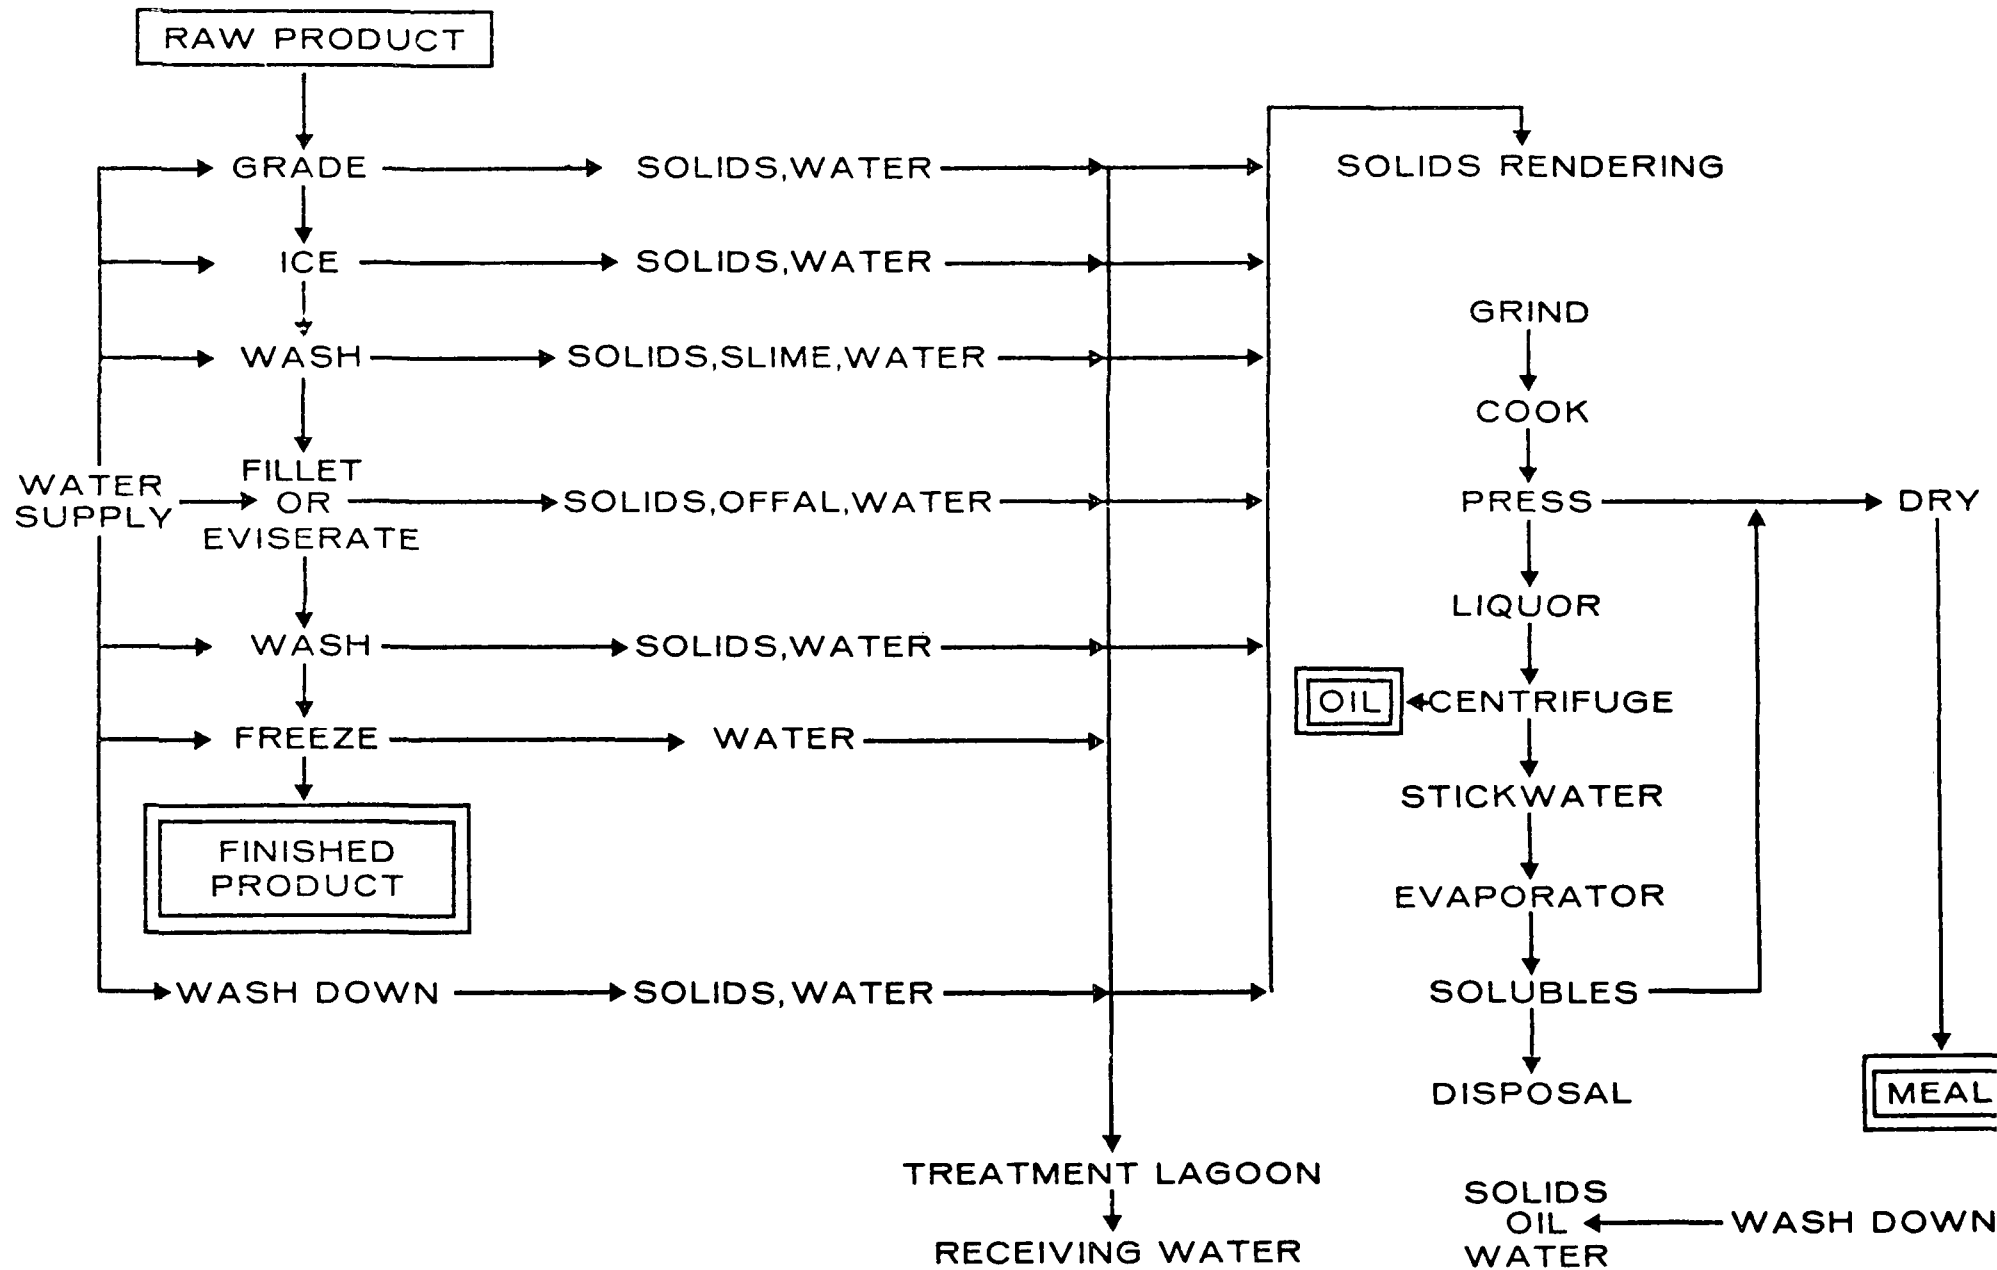 RAW PRODUCT
GRADE
SOLIDS,WATER
SOLIDS RENDERING
ICE
SOLIDS,WATER
GRIND
WASH
SOLIDS,SLIME,WATER
COOK
WATER
SUPPLY
FILLET
OR
EVISERATE
SOLIDS,OFFAL,WATER
PRESS
DRY
LIQUOR
WASH
SOLIDS,WATER
OIL
CENTRIFUGE
FREEZE
WATER
STICKWATER
FINISHED
PRODUCT
EVAPORATOR
WASH DOWN
SOLIDS,WATER
SOLUBLES
DISPOSAL
MEAL
TREATMENT LAGOON
RECEIVING WATER
SOLIDS
OIL
WATER
WASH DOWN